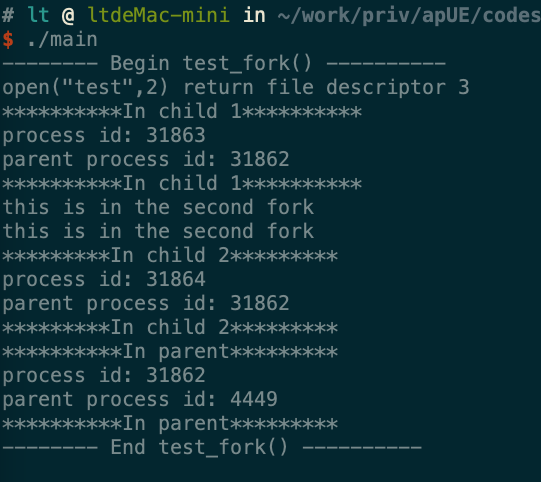 # lt @ ltdeMac-mini in ~/work/priv/apUE/codes
$ ./main
-------- Begin test_fork() ----------
open("test",2) return file descriptor 3
**********In child 1**********
process id: 31863
parent process id: 31862
**********In child 1**********
this is in the second fork
this is in the second fork
*********In child 2*********
process id: 31864
parent process id: 31862
*********In child 2*********
*********In parent*********
process id: 31862
parent process id: 4449
*********In parent*********
-------- End test_fork() ----------